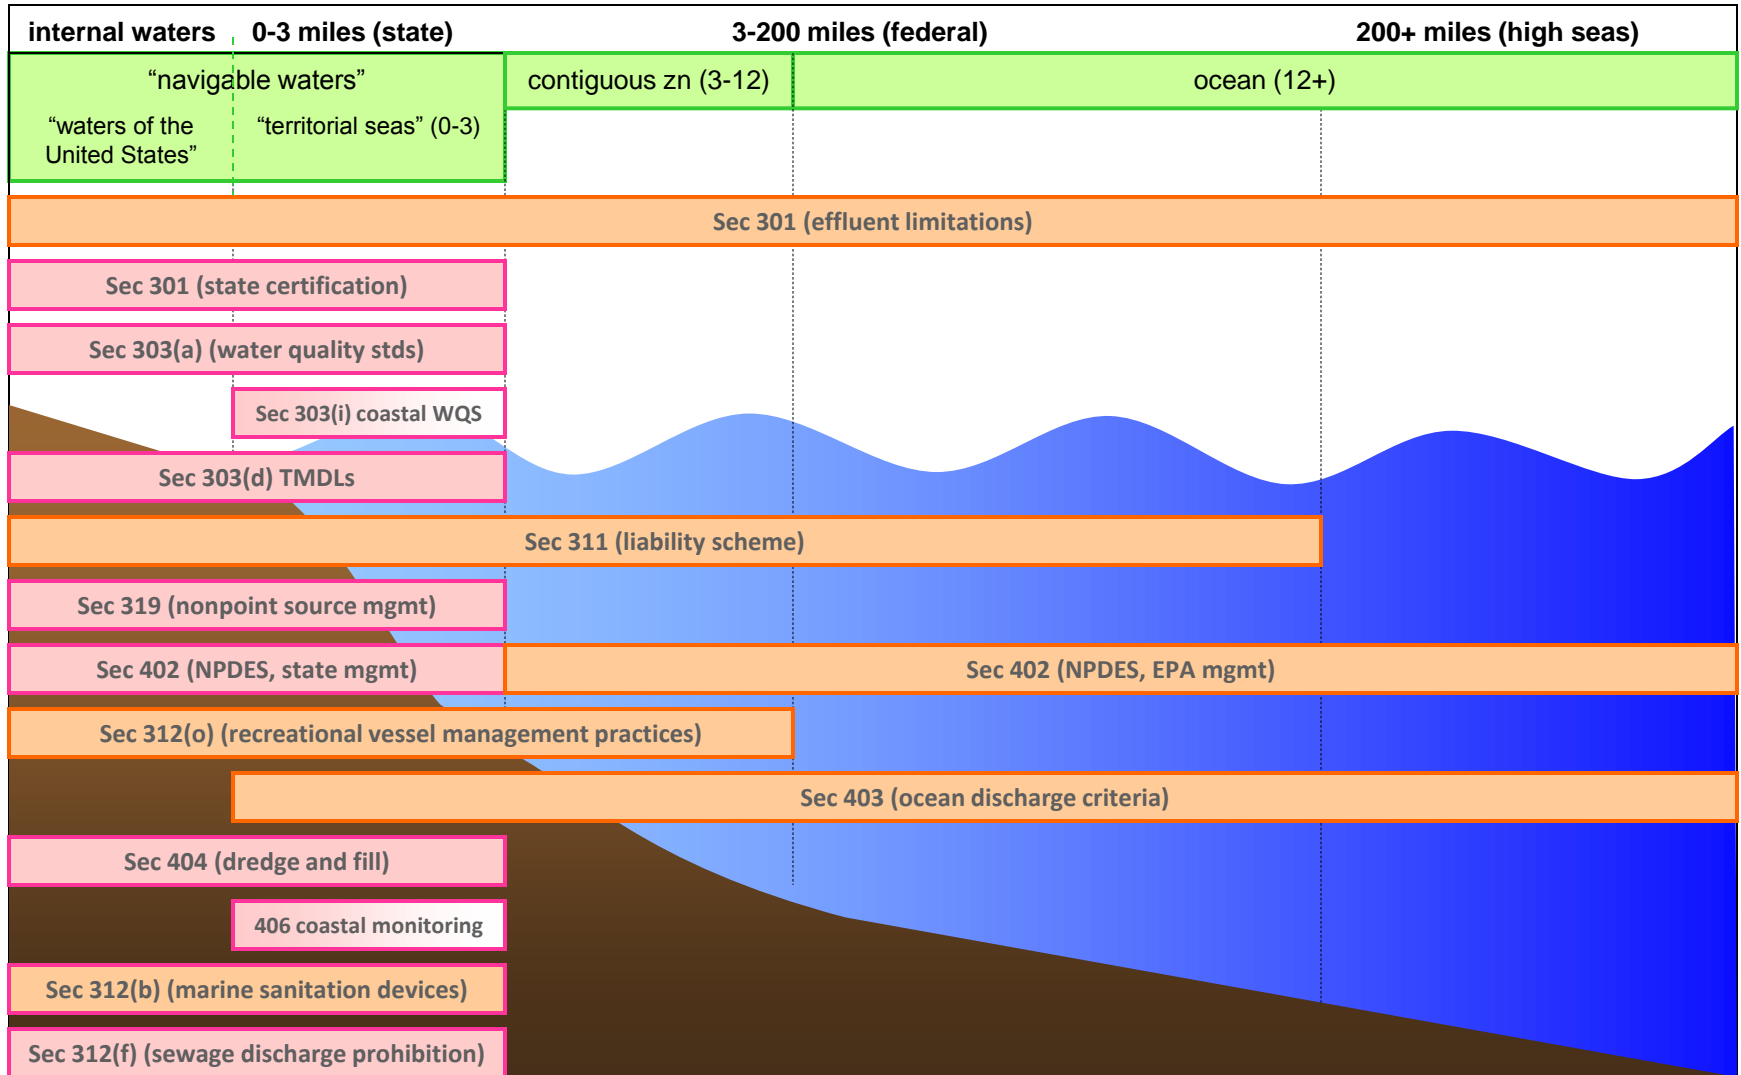 internal waters
0-3 miles (state)
3-200 miles (federal)
200+ miles (high seas)
“navigable waters”
contiguous zn (3-12)
ocean (12+)
“waters of the
United States”
“territorial seas” (0-3)
Sec 301 (effluent limitations)
Sec 301 (state certification)
Sec 303(a) (water quality stds)
Sec 303(i) coastal WQS
Sec 303(d) TMDLs
Sec 311 (liability scheme)
Sec 319 (nonpoint source mgmt)
Sec 402 (NPDES, state mgmt)
Sec 402 (NPDES, EPA mgmt)
Sec 312(o) (recreational vessel management practices)
Sec 403 (ocean discharge criteria)
Sec 404 (dredge and fill)
406 coastal monitoring
Sec 312(b) (marine sanitation devices)
Sec 312(f) (sewage discharge prohibition)